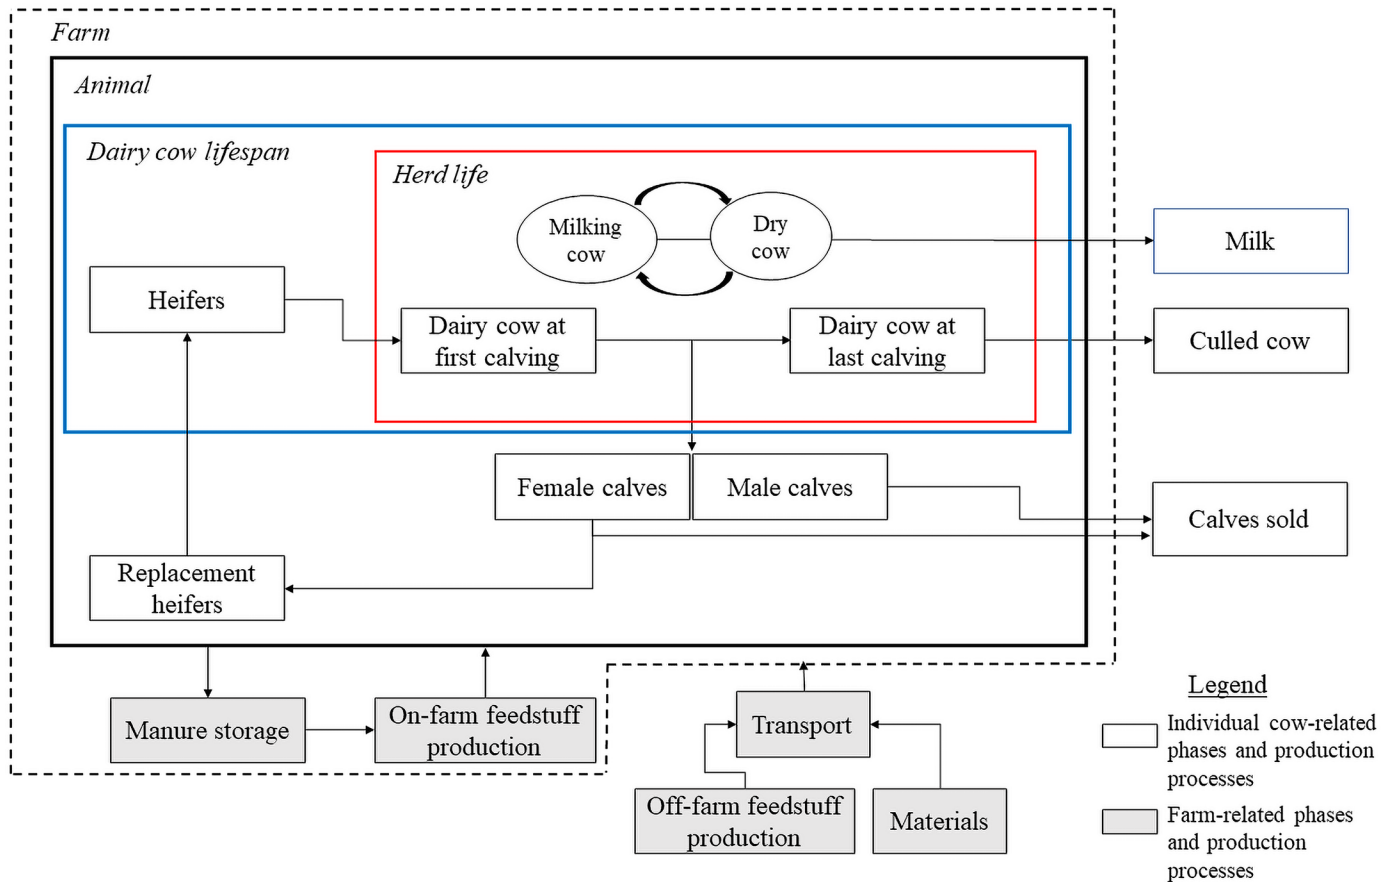 Farm
Animal
Dairy cow lifespan
Herd life
Milking
cow
Dry
cow
Milk
Heifers
Dairy cow at
first calving
Dairy cow at
last calving
Culled cow
Female calves
Male calves
Calves sold
Replacement
heifers
Manure storage
On-farm feedstuff
production
Transport
Off-farm feedstuff
production
Materials
Legend
Individual cow-related
phases and production
processes
Farm-related phases
and production
processes